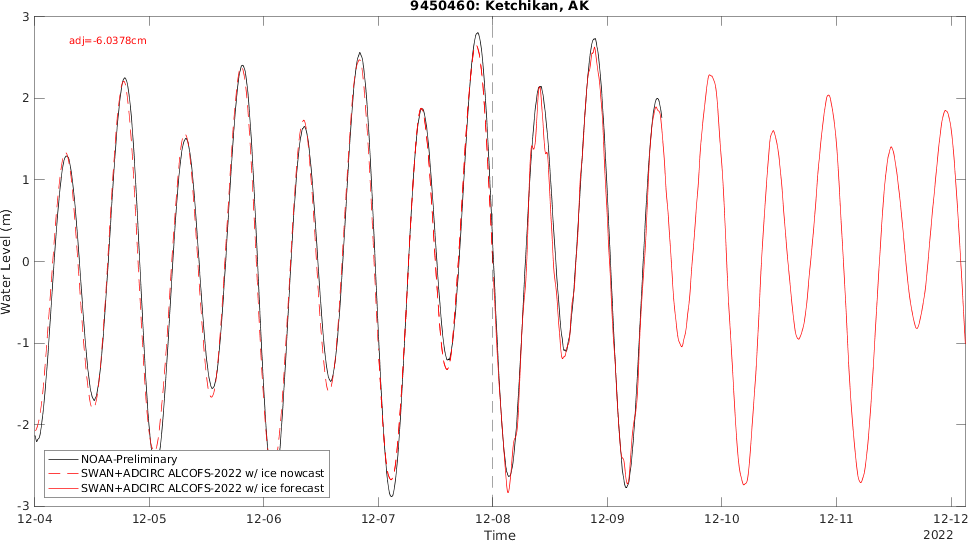 9450460: Ketchikan, AK
adj=-6.0378cm
3
2
1
0
-1
-2
-3
Water Level (m)
NOAA-Preliminary
SWAN+ADCIRC ALCOFS-2022 w/ ice nowcast
SWAN+ADCIRC ALCOFS-2022 w/ ice forecast
12-04 12-05 12-06 12-07 12-08 12-09 12-10 12-11 12-12
Time
2022